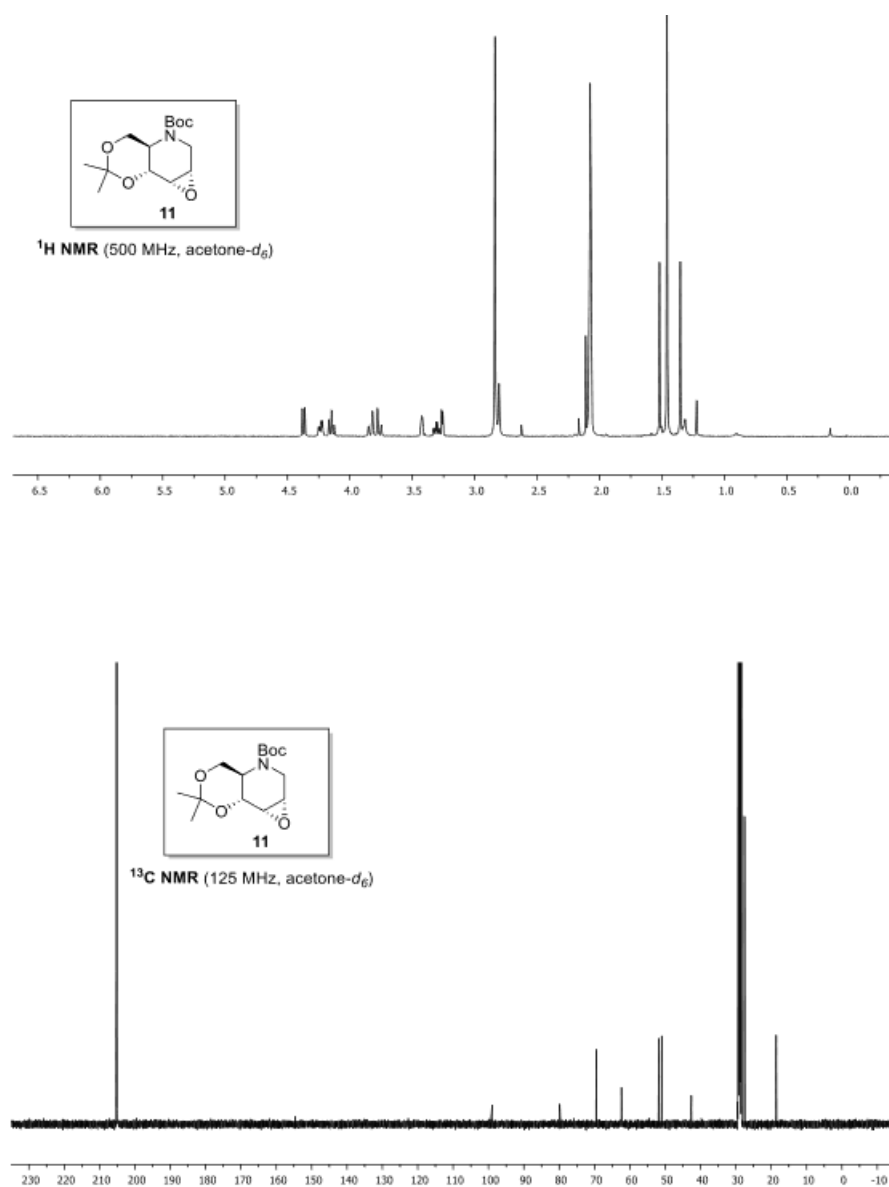 Boc
N
O
O
O
11
¹H NMR (500 MHz, acetone-d₆)
6.5 6.0 5.5 5.0 4.5 4.0 3.5 3.0 2.5 2.0 1.5 1.0 0.5 0.0
Boc
N
O
O
O
11
¹³C NMR (125 MHz, acetone-d₆)
230 220 210 200 190 180 170 160 150 140 130 120 110 100 90 80 70 60 50 40 30 20 10 0 -10